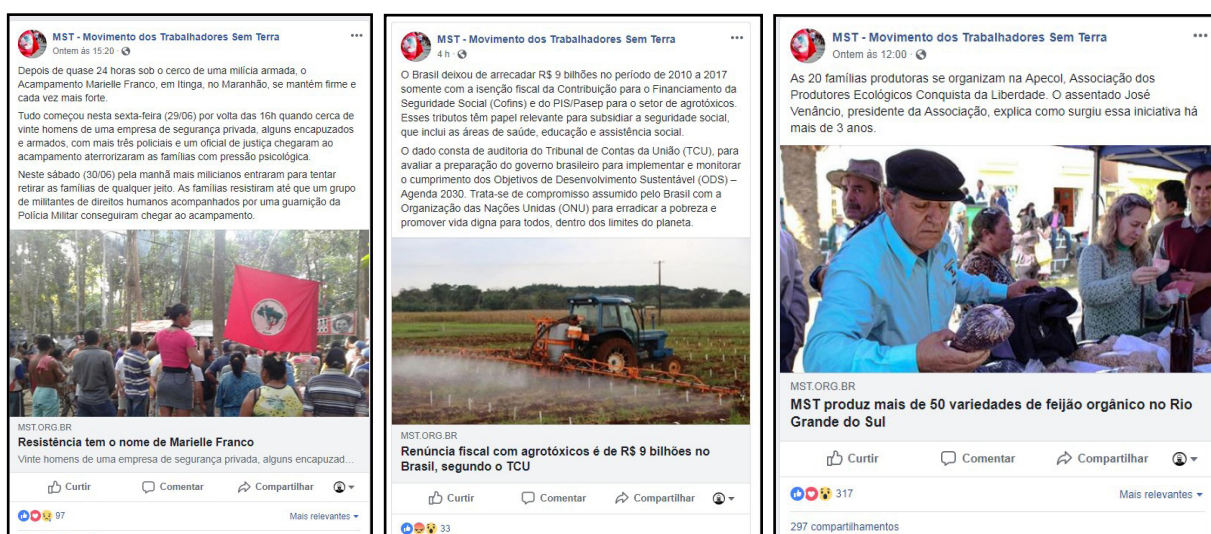 MST - Movimento dos Trabalhadores Sem Terra
Ontem às 15:20
Depois de quase 24 horas sob o cerco de uma milícia armada, o
Acampamento Marielle Franco, em Itinga, no Maranhão, se mantém firme e
cada vez mais forte.
Tudo começou nesta sexta-feira (29/06) por volta das 16h quando cerca de
vinte homens de uma empresa de segurança privada, alguns encapuzados
e armados, com mais três policiais e um oficial de justiça chegaram ao
acampamento aterrorizaram as famílias com pressão psicológica.
Neste sábado (30/06) pela manhã mais milicianos entraram para tentar
retirar as famílias de qualquer jeito. As famílias resistiram até que um grupo
de militantes de direitos humanos acompanhados por uma guarnição da
Polícia Militar conseguiram chegar ao acampamento.
MST.ORG.BR
Resistência tem o nome de Marielle Franco
Vinte homens de uma empresa de segurança privada, alguns encapuzad...
Curtir Comentar Compartilhar
97 Mais relevantes
MST - Movimento dos Trabalhadores Sem Terra
4 h
O Brasil deixou de arrecadar R$ 9 bilhões no período de 2010 a 2017
somente com a isenção fiscal da Contribuição para o Financiamento da
Seguridade Social (Cofins) e do PIS/Pasep para o setor de agrotóxicos.
Esses tributos têm papel relevante para subsidiar a seguridade social,
que inclui as áreas de saúde, educação e assistência social.
O dado consta de auditoria do Tribunal de Contas da União (TCU), para
avaliar a preparação do governo brasileiro para implementar e monitorar
o cumprimento dos Objetivos de Desenvolvimento Sustentável (ODS) –
Agenda 2030. Trata-se de compromisso assumido pelo Brasil com a
Organização das Nações Unidas (ONU) para erradicar a pobreza e
promover vida digna para todos, dentro dos limites do planeta.
MST.ORG.BR
Renúncia fiscal com agrotóxicos é de R$ 9 bilhões no
Brasil, segundo o TCU
Curtir Comentar Compartilhar
33
MST - Movimento dos Trabalhadores Sem Terra
Ontem às 12:00
As 20 famílias produtoras se organizam na Apecol, Associação dos
Produtores Ecológicos Conquista da Liberdade. O assentado José
Venâncio, presidente da Associação, explica como surgiu essa iniciativa há
mais de 3 anos.
MST.ORG.BR
MST produz mais de 50 variedades de feijão orgânico no Rio
Grande do Sul
Curtir Comentar Compartilhar
317 Mais relevantes
297 compartilhamentos